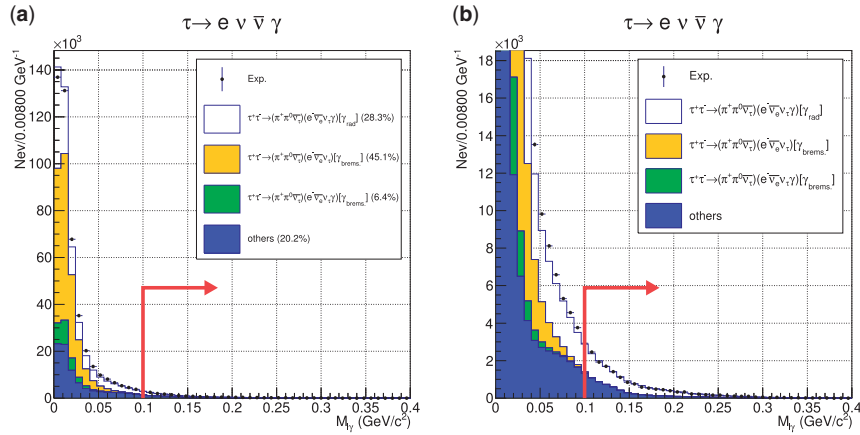 (a) τ→ e ν ν̅ γ
×10³
Nev/0.00800 GeV⁻¹
140
120
100
80
60
40
20
0
Exp.
τ⁺τ⁻→(π⁺π⁰ν̅τ)(e⁻ν̅eντγ)[γrad] (28.3%)
τ⁺τ⁻→(π⁺π⁰ν̅τ)(e⁻ν̅eντ)[γbrems.] (45.1%)
τ⁺τ⁻→(π⁺π⁰ν̅τ)(e⁻ν̅eντγ)[γbrems.] (6.4%)
others (20.2%)
0 0.05 0.1 0.15 0.2 0.25 0.3 0.35 0.4
Mlγ (GeV/c²)
(b) τ→ e ν ν̅ γ
×10³
Nev/0.00800 GeV⁻¹
18
16
14
12
10
8
6
4
2
0
Exp.
τ⁺τ⁻→(π⁺π⁰ν̅τ)(e⁻ν̅eντγ)[γrad]
τ⁺τ⁻→(π⁺π⁰ν̅τ)(e⁻ν̅eντ)[γbrems.]
τ⁺τ⁻→(π⁺π⁰ν̅τ)(e⁻ν̅eντγ)[γbrems.]
others
0 0.05 0.1 0.15 0.2 0.25 0.3 0.35 0.4
Mlγ (GeV/c²)